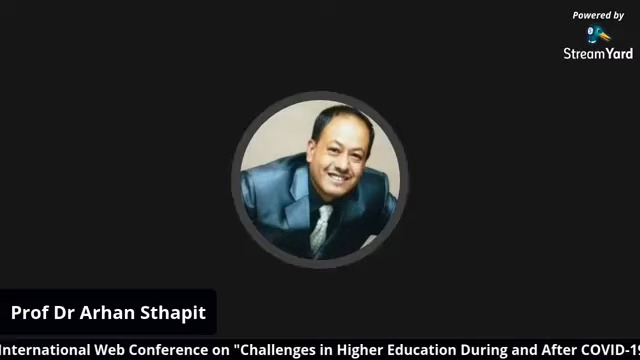 Powered by
StreamYard
Prof Dr Arhan Sthapit
International Web Conference on "Challenges in Higher Education During and After COVID-19